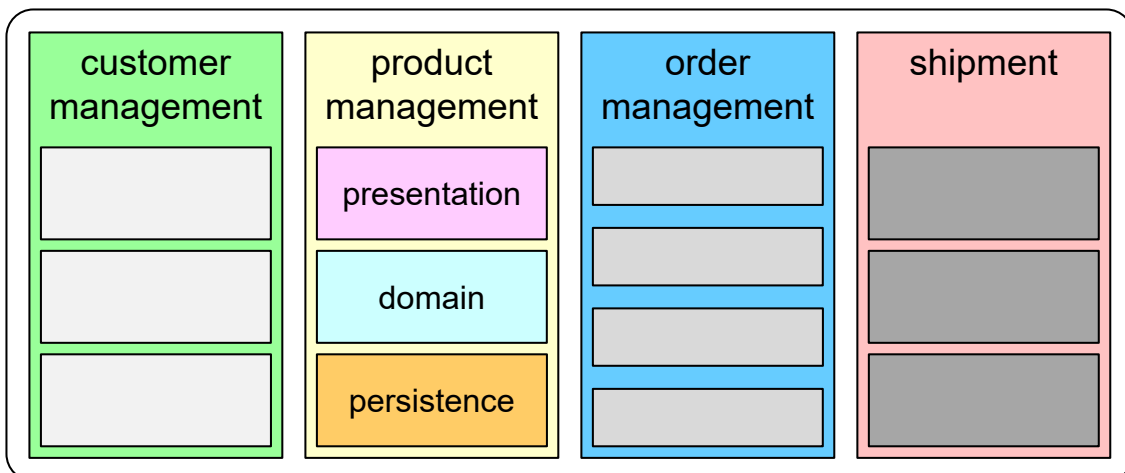 customer
management
product
management
order
management
shipment
presentation
domain
persistence